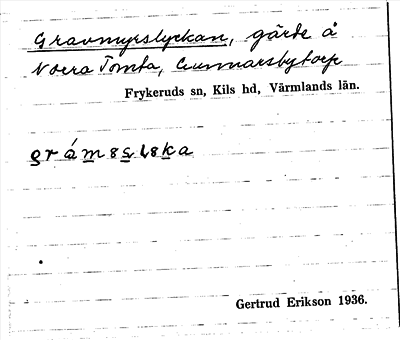 Gravmyrslyckan, gärde å
Norra Tomta, Gunnarsbytorp
Frykeruds sn, Kils hd, Värmlands län.
Gertrud Erikson 1936.